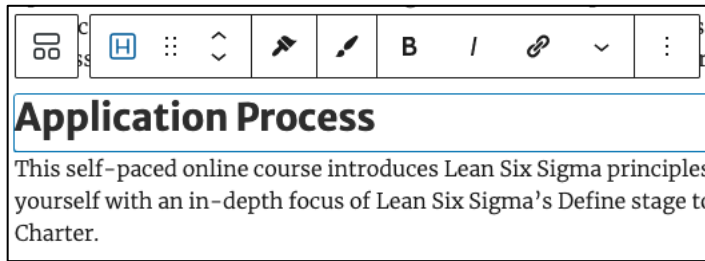 H B I
Application Process
This self-paced online course introduces Lean Six Sigma principles
yourself with an in-depth focus of Lean Six Sigma’s Define stage
Charter.